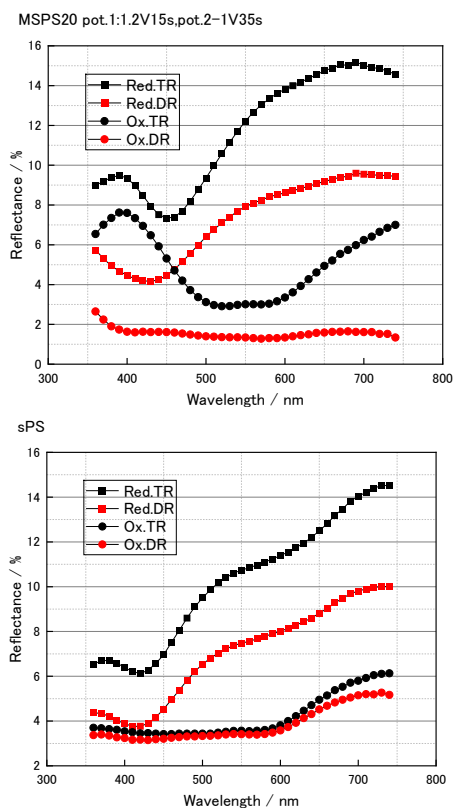 MSPS20 pot.1:1.2V15s,pot.2-1V35s
16
14
12
10
8
6
4
2
0
Reflectance / %
Red.TR
Red.DR
Ox.TR
Ox.DR
300 400 500 600 700 800
Wavelength / nm
sPS
16
14
12
10
8
6
4
2
Reflectance / %
Red.TR
Red.DR
Ox.TR
Ox.DR
300 400 500 600 700 800
Wavelength / nm